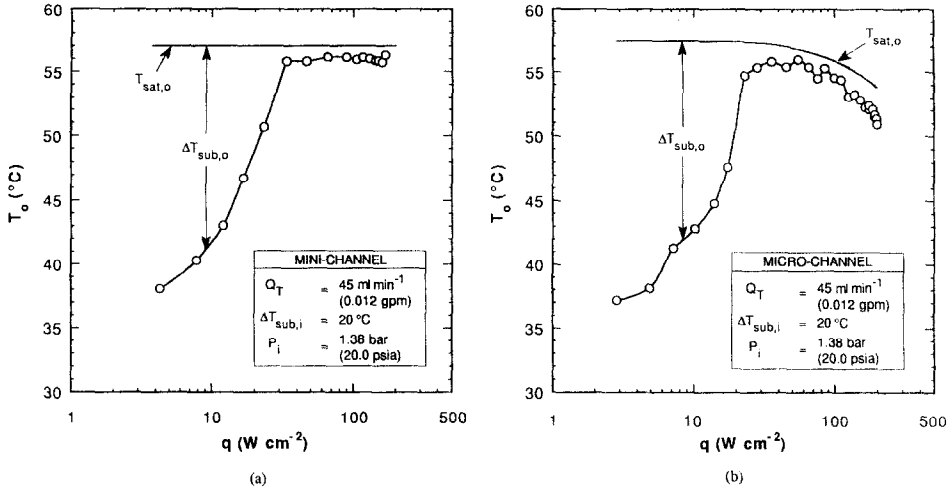 60
55
50
45
40
35
30
T_o (°C)
T_sat,o
ΔT_sub,o
MINI-CHANNEL
Q_T = 45 ml min⁻¹
(0.012 gpm)
ΔT_sub,i = 20 °C
P_i = 1.38 bar
(20.0 psia)
1 10 100 500
q (W cm⁻²)
(a)
60
55
50
45
40
35
30
T_o (°C)
T_sat,o
ΔT_sub,o
MICRO-CHANNEL
Q_T = 45 ml min⁻¹
(0.012 gpm)
ΔT_sub,i = 20 °C
P_i = 1.38 bar
(20.0 psia)
1 10 100 500
q (W cm⁻²)
(b)